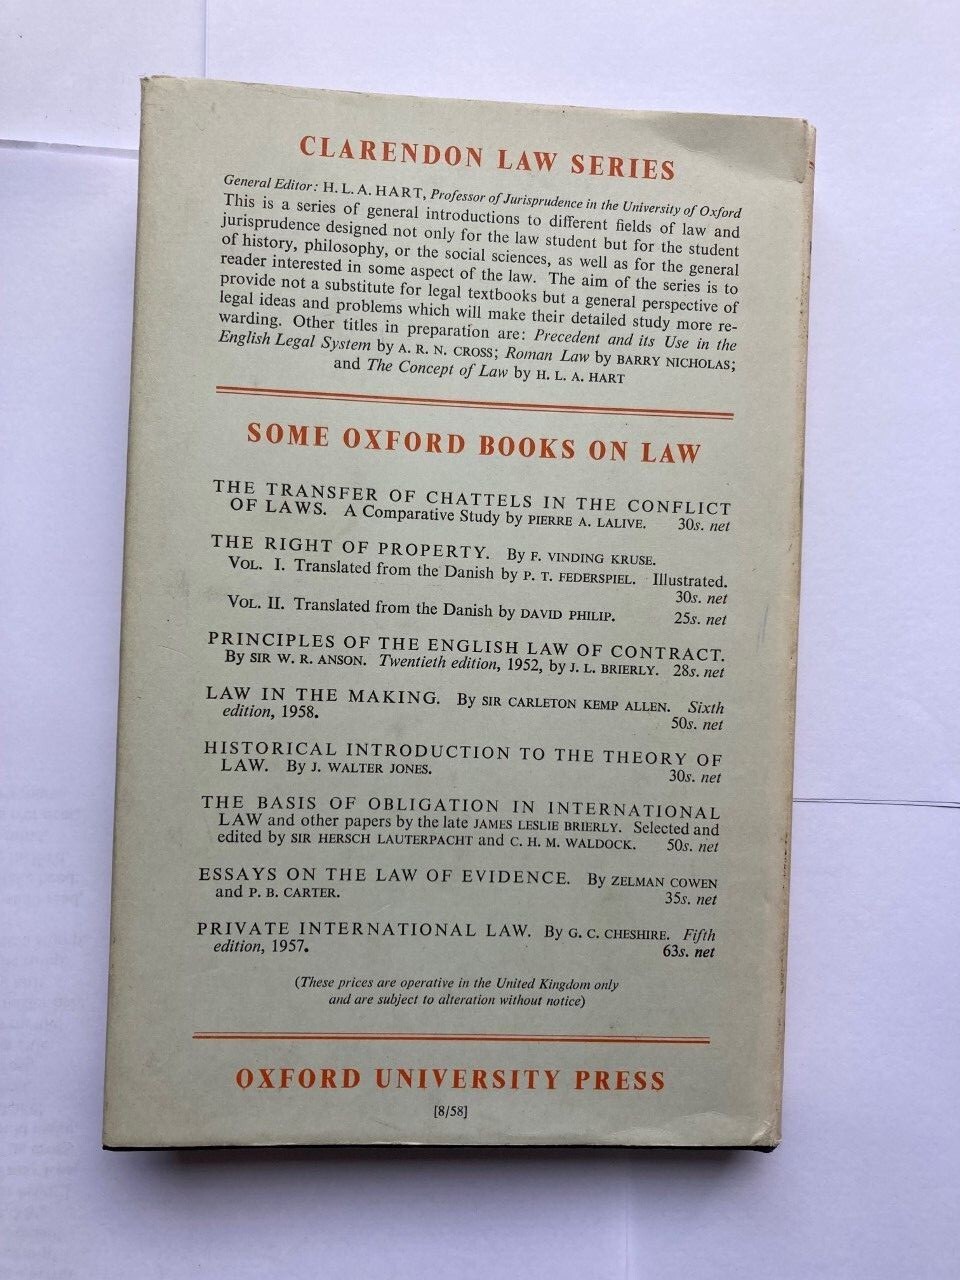 CLARENDON LAW SERIES
General Editor: H. L. A. HART, Professor of Jurisprudence in the University of Oxford
This is a series of general introductions to different fields of law and
jurisprudence designed not only for the law student but for the student
of history, philosophy, or the social sciences, as well as for the general
reader interested in some aspect of the law. The aim of the series is to
provide not a substitute for legal textbooks but a general perspective of
legal ideas and problems which will make their detailed study more re-
warding. Other titles in preparation are: Precedent and its Use in the
English Legal System by A. R. N. CROSS; Roman Law by BARRY NICHOLAS;
and The Concept of Law by H. L. A. HART
SOME OXFORD BOOKS ON LAW
THE TRANSFER OF CHATTELS IN THE CONFLICT
OF LAWS. A Comparative Study by PIERRE A. LALIVE. 30s. net
THE RIGHT OF PROPERTY. By F. VINDING KRUSE.
VOL. I. Translated from the Danish by P. T. FEDERSPIEL. Illustrated.
30s. net
VOL. II. Translated from the Danish by DAVID PHILIP. 25s. net
PRINCIPLES OF THE ENGLISH LAW OF CONTRACT.
By SIR W. R. ANSON. Twentieth edition, 1952, by J. L. BRIERLY. 28s. net
LAW IN THE MAKING. By SIR CARLETON KEMP ALLEN. Sixth
edition, 1958. 50s. net
HISTORICAL INTRODUCTION TO THE THEORY OF
LAW. By J. WALTER JONES. 30s. net
THE BASIS OF OBLIGATION IN INTERNATIONAL
LAW and other papers by the late JAMES LESLIE BRIERLY. Selected and
edited by SIR HERSCH LAUTERPACHT and C. H. M. WALDOCK. 50s. net
ESSAYS ON THE LAW OF EVIDENCE. By ZELMAN COWEN
and P. B. CARTER. 35s. net
PRIVATE INTERNATIONAL LAW. By G. C. CHESHIRE. Fifth
edition, 1957. 63s. net
(These prices are operative in the United Kingdom only
and are subject to alteration without notice)
OXFORD UNIVERSITY PRESS
[8/58]